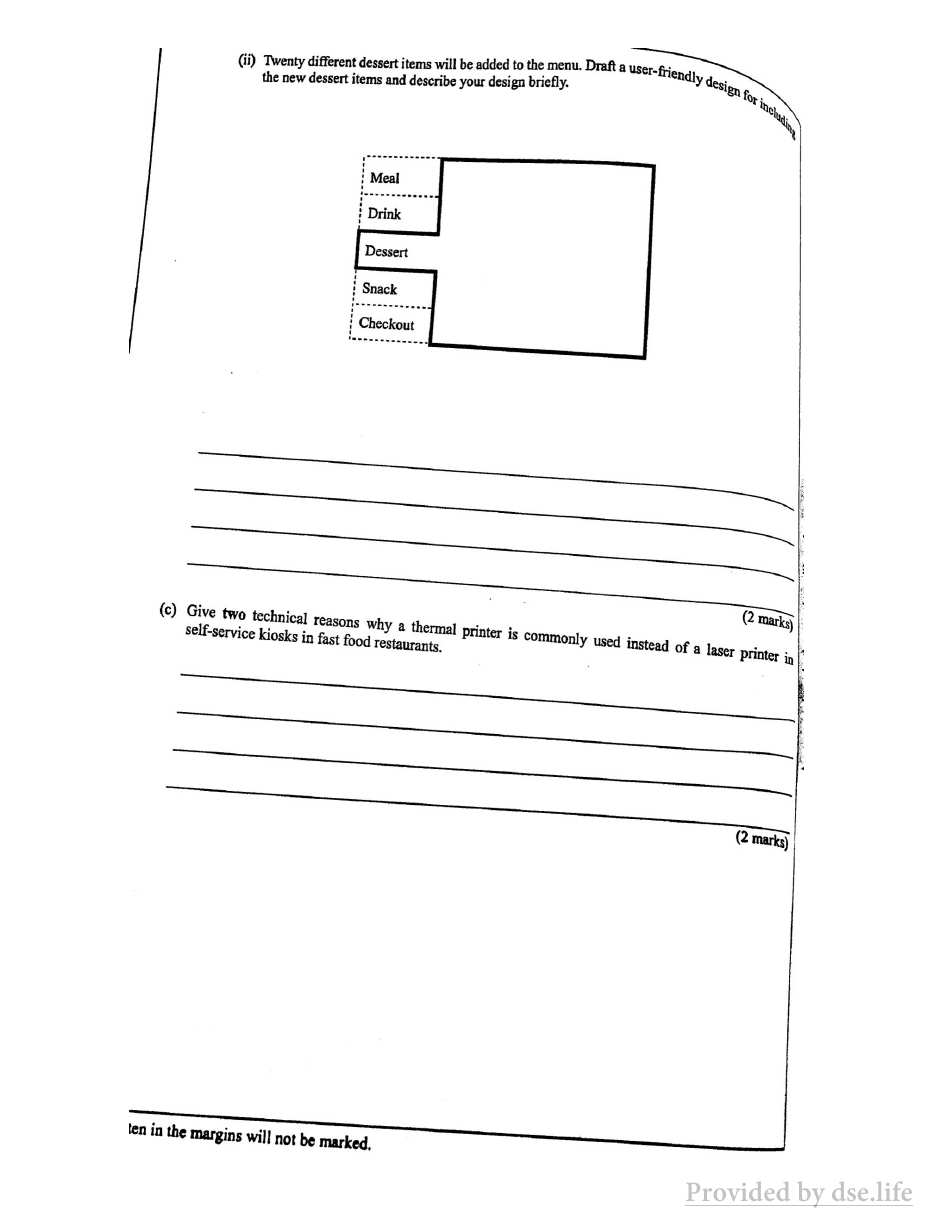 (ii) Twenty different dessert items will be added to the menu. Draft a user-friendly design for including
the new dessert items and describe your design briefly.
Meal
Drink
Dessert
Snack
Checkout
(2 marks)
(c) Give two technical reasons why a thermal printer is commonly used instead of a laser printer in
self-service kiosks in fast food restaurants.
(2 marks)
ten in the margins will not be marked.
Provided by dse.life